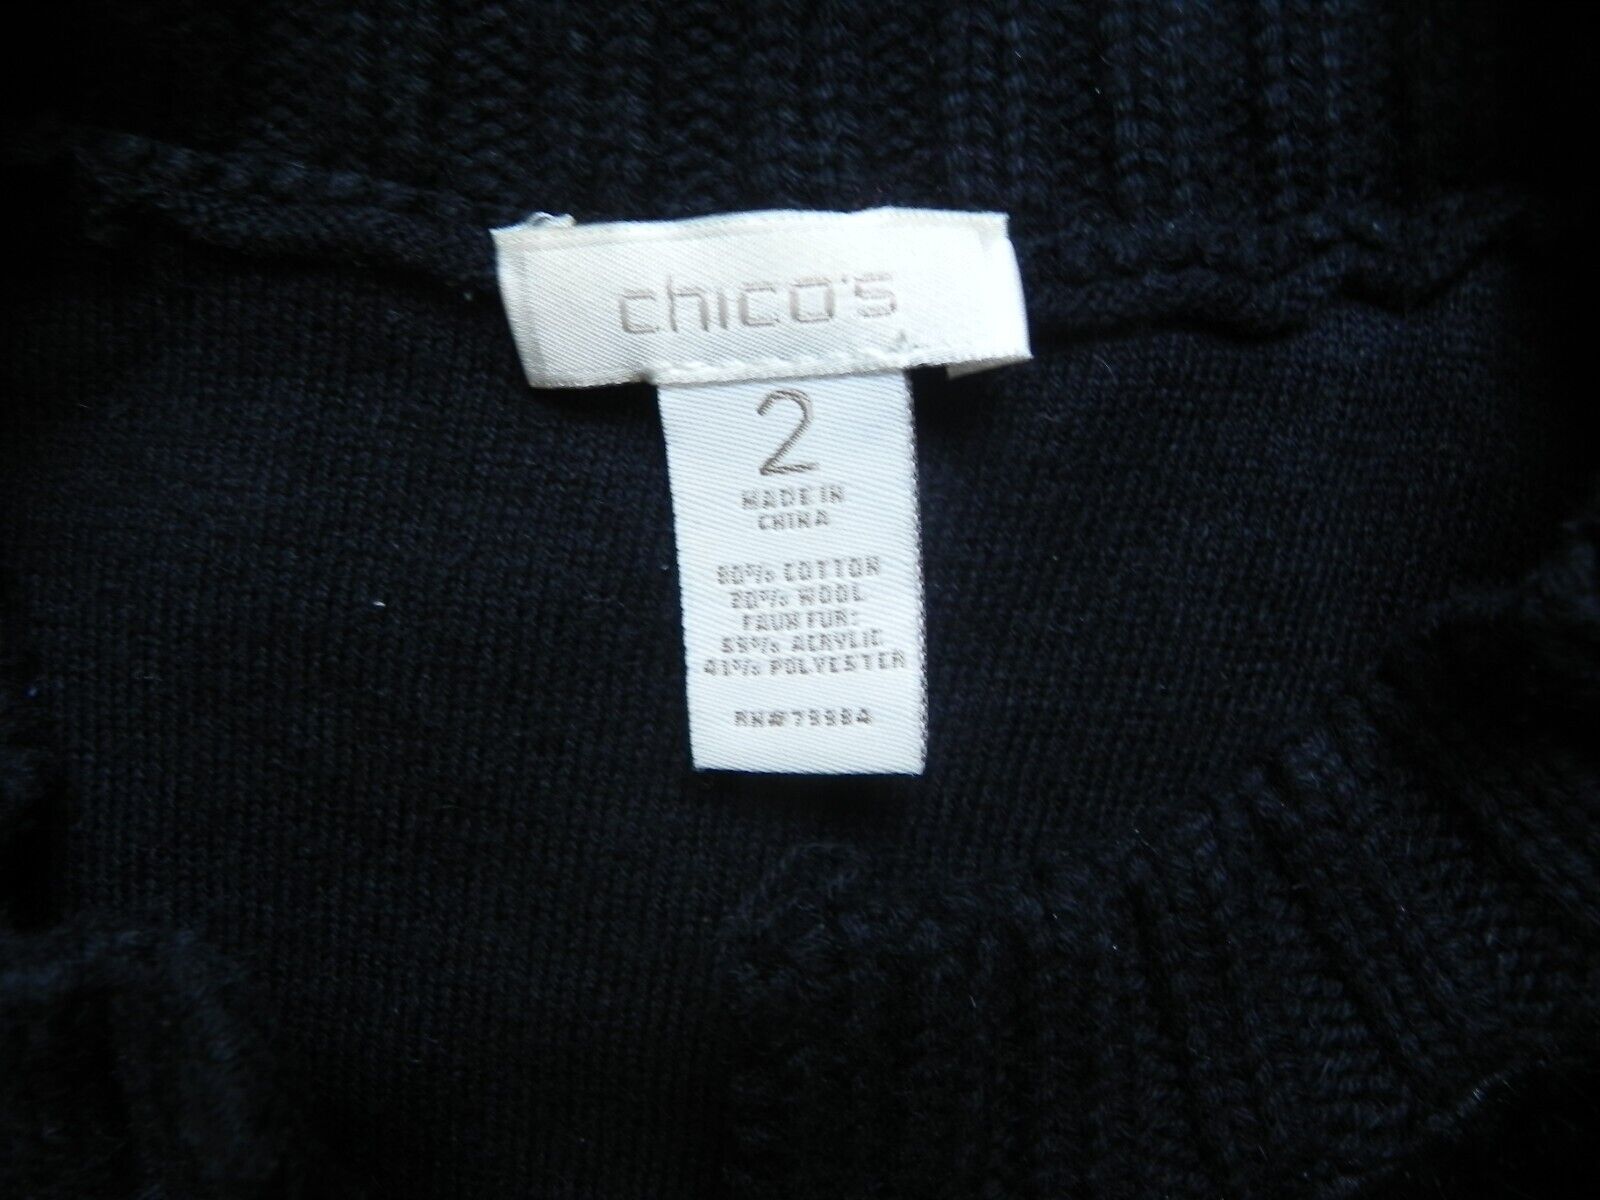 chico's
2
MADE IN
CHINA
80% COTTON
20% WOOL
FAUX FUR:
59% ACRYLIC
41% POLYESTER
RN# 79984